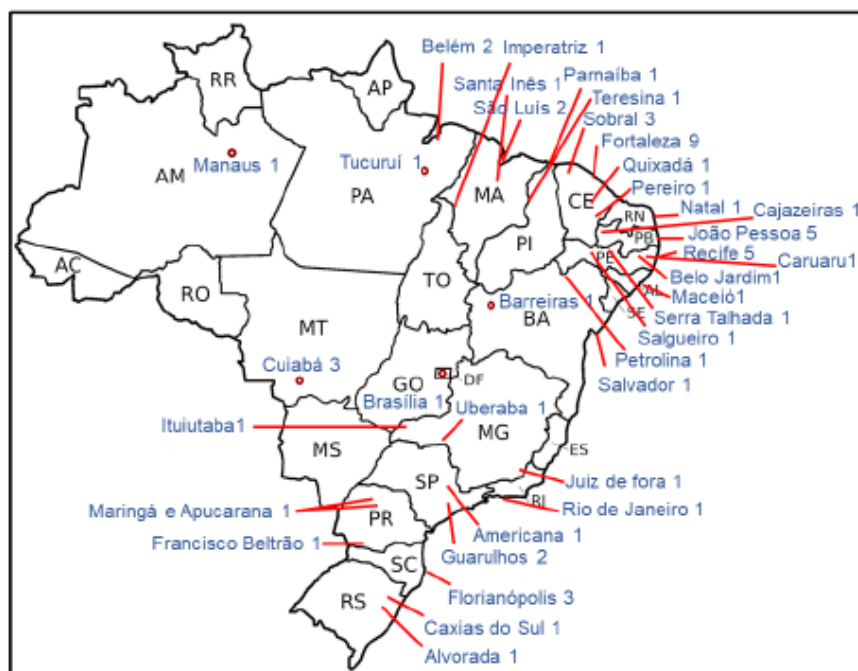 Belém 2
Imperatriz 1
Parnaíba 1
RR
AP
Santa Inês 1
Teresina 1
São Luís 2
Sobral 3
Fortaleza 9
Manaus 1
Tucuruí 1
Quixadá 1
AM
PA
MA
CE
Pereiro 1
RN
Natal 1
Cajazeiras 1
PI
PB
João Pessoa 5
AC
PE
Recife 5
Caruaru1
RO
TO
Belo Jardim1
AL
Maceió1
MT
Barreiras 1
BA
SE
Serra Talhada 1
Salgueiro 1
Cuiabá 3
Petrolina 1
GO
DF
Salvador 1
Brasília 1
Uberaba 1
Ituiutaba1
MG
MS
ES
Juiz de fora 1
SP
RJ
Rio de Janeiro 1
Maringá e Apucarana 1
PR
Americana 1
Francisco Beltrão 1
Guarulhos 2
SC
Florianópolis 3
RS
Caxias do Sul 1
Alvorada 1